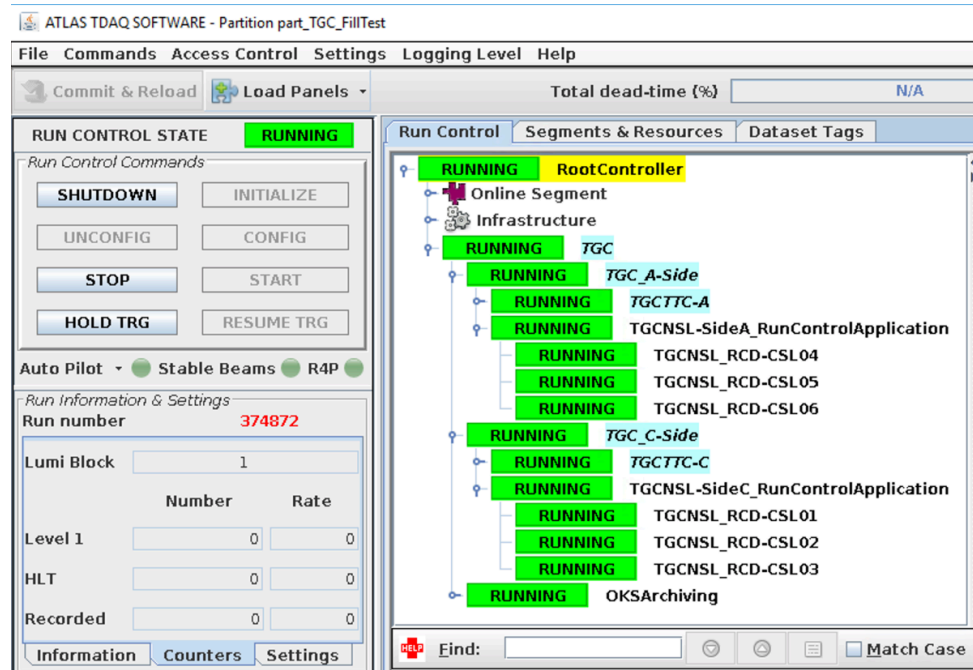 ATLAS TDAQ SOFTWARE - Partition part_TGC_FillTest
File Commands Access Control Settings Logging Level Help
Commit & Reload Load Panels Total dead-time (%) N/A
RUN CONTROL STATE RUNNING
Run Control Commands
SHUTDOWN INITIALIZE
UNCONFIG CONFIG
STOP START
HOLD TRG RESUME TRG
Auto Pilot Stable Beams R4P
Run Information & Settings
Run number 374872
Lumi Block 1
Number Rate
Level 1 0 0
HLT 0 0
Recorded 0 0
Information Counters Settings
Run Control Segments & Resources Dataset Tags
RUNNING RootController
Online Segment
Infrastructure
RUNNING TGC
RUNNING TGC_A-Side
RUNNING TGCTTC-A
RUNNING TGCNSL-SideA_RunControlApplication
RUNNING TGCNSL_RCD-CSL04
RUNNING TGCNSL_RCD-CSL05
RUNNING TGCNSL_RCD-CSL06
RUNNING TGC_C-Side
RUNNING TGCTTC-C
RUNNING TGCNSL-SideC_RunControlApplication
RUNNING TGCNSL_RCD-CSL01
RUNNING TGCNSL_RCD-CSL02
RUNNING TGCNSL_RCD-CSL03
RUNNING OKSArchiving
HELP Find: Match Case